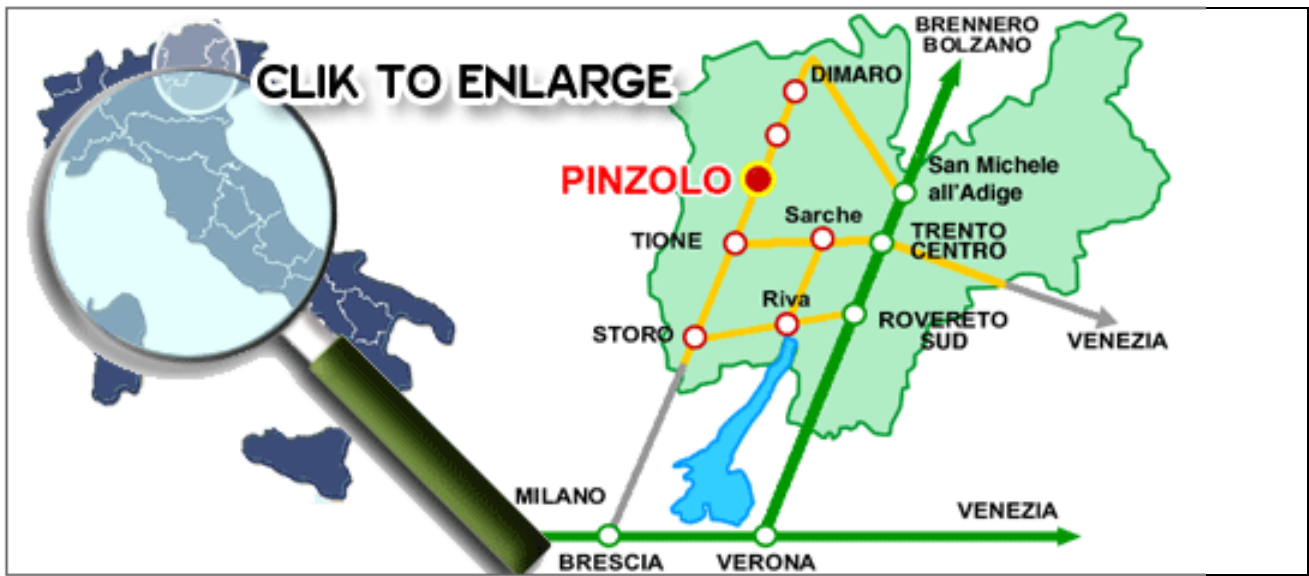 BRENNERO
BOLZANO
CLIK TO ENLARGE
DIMARO
San Michele
all'Adige
PINZOLO
Sarche
TIONE
TRENTO
CENTRO
Riva
STORO
ROVERETO
SUD
VENEZIA
MILANO
VENEZIA
BRESCIA
VERONA